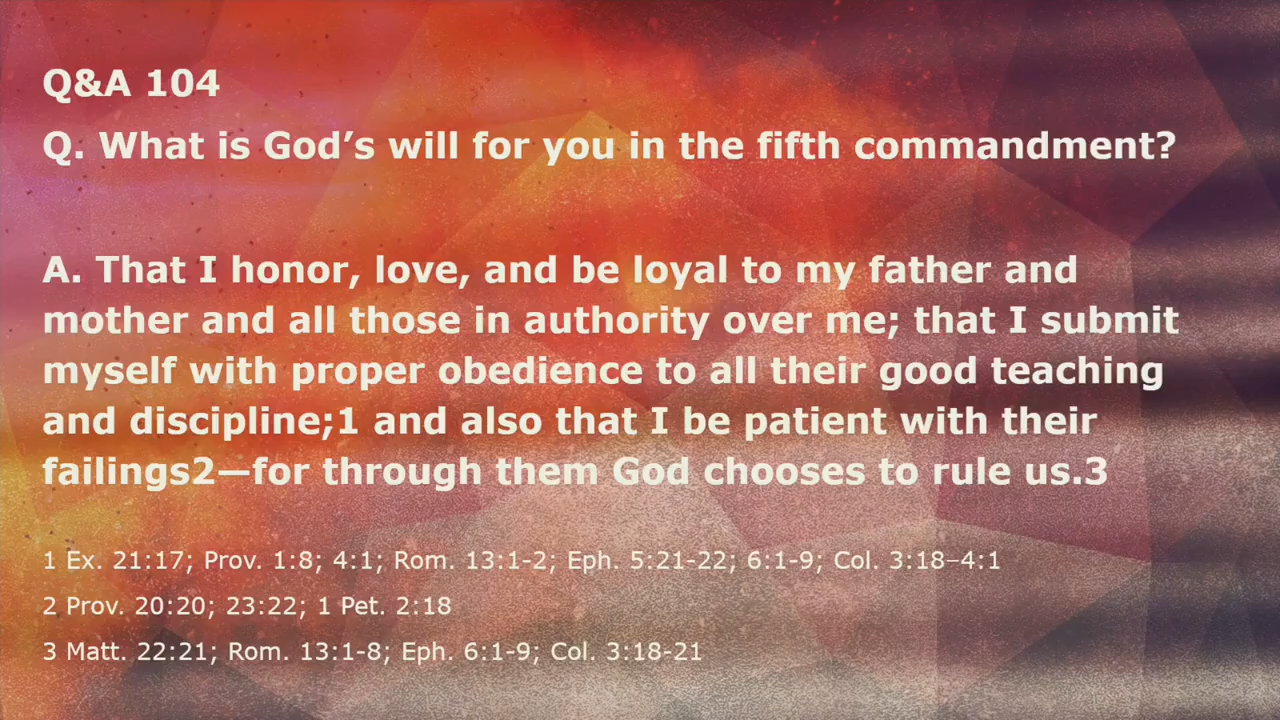 Q&A 104
Q. What is God’s will for you in the fifth commandment?
A. That I honor, love, and be loyal to my father and
mother and all those in authority over me; that I submit
myself with proper obedience to all their good teaching
and discipline;1 and also that I be patient with their
failings2—for through them God chooses to rule us.3
1 Ex. 21:17; Prov. 1:8; 4:1; Rom. 13:1-2; Eph. 5:21-22; 6:1-9; Col. 3:18–4:1
2 Prov. 20:20; 23:22; 1 Pet. 2:18
3 Matt. 22:21; Rom. 13:1-8; Eph. 6:1-9; Col. 3:18-21